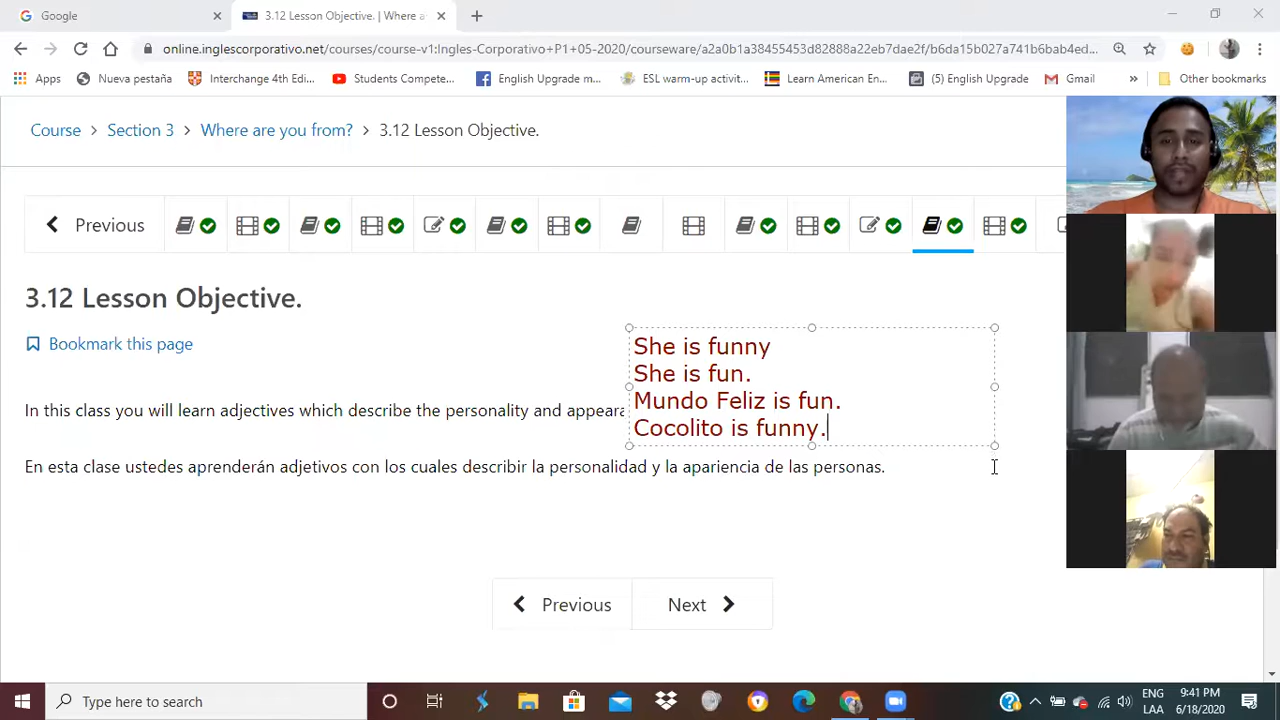 Google
3.12 Lesson Objective. | Where a
online.inglescorporativo.net/courses/course-v1:Ingles-Corporativo+P1+05-2020/courseware/a2a0b1a38455453d82888a22eb7dae2f/b6da15b027a741b6bab4ed...
Apps Nueva pestaña Interchange 4th Edi... Students Compete... English Upgrade m... ESL warm-up activit... Learn American En... (5) English Upgrade Gmail » Other bookmarks
Course > Section 3 > Where are you from? > 3.12 Lesson Objective.
Previous
3.12 Lesson Objective.
Bookmark this page
She is funny
She is fun.
Mundo Feliz is fun.
Cocolito is funny.
In this class you will learn adjectives which describe the personality and appeara
En esta clase ustedes aprenderán adjetivos con los cuales describir la personalidad y la apariencia de las personas.
Previous Next
Type here to search
ENG 9:41 PM
LAA 6/18/2020